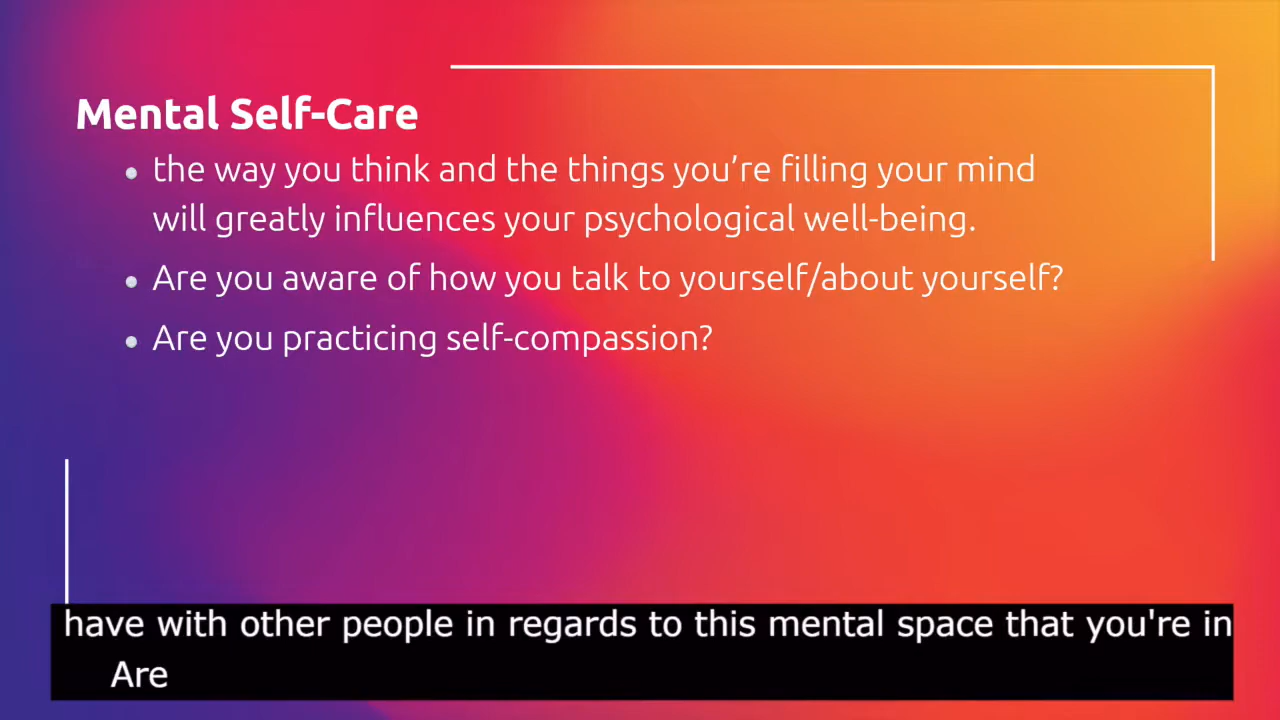 Mental Self-Care
• the way you think and the things you’re filling your mind
will greatly influences your psychological well-being.
• Are you aware of how you talk to yourself/about yourself?
• Are you practicing self-compassion?
have with other people in regards to this mental space that you're in
Are